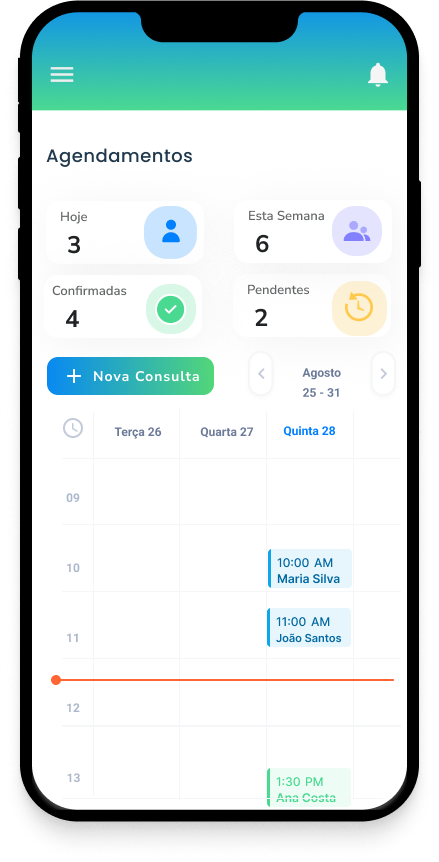 Agendamentos
Hoje
3
Esta Semana
6
Confirmadas
4
Pendentes
2
+ Nova Consulta
Agosto
25 - 31
Terça 26
Quarta 27
Quinta 28
09
10
10:00 AM
Maria Silva
11:00 AM
João Santos
11
12
13
1:30 PM
Ana Costa